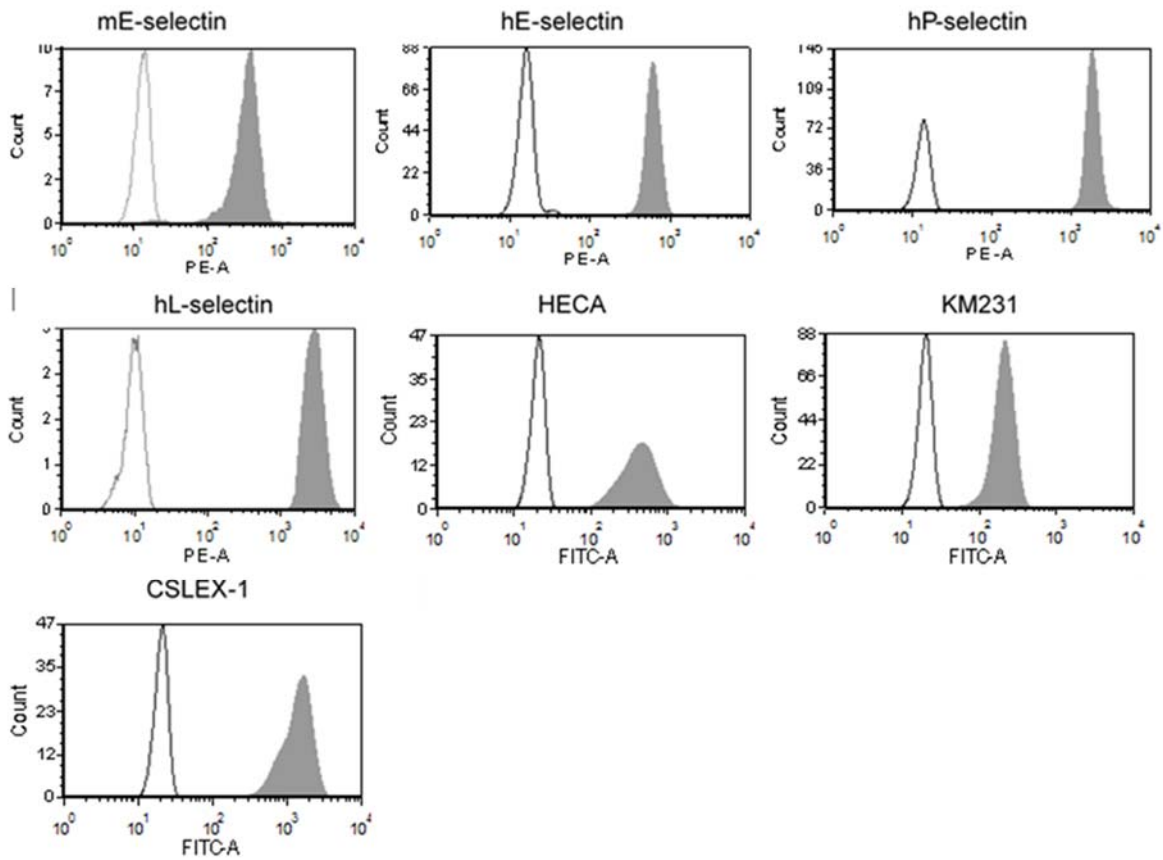 mE-selectin
10
7
5
2
0
Count
10⁰ 10¹ 10² 10³ 10⁴
PE-A
hE-selectin
88
66
44
22
0
Count
10⁰ 10¹ 10² 10³ 10⁴
PE-A
hP-selectin
109
72
36
0
Count
10⁰ 10¹ 10² 10³ 10⁴
PE-A
hL-selectin
2
2
1
0
Count
10⁰ 10¹ 10² 10³ 10⁴
PE-A
HECA
47
35
23
12
0
Count
10⁰ 10¹ 10² 10³ 10⁴
FITC-A
KM231
88
66
44
22
0
Count
10⁰ 10¹ 10² 10³ 10⁴
FITC-A
CSLEX-1
47
35
23
12
0
Count
10⁰ 10¹ 10² 10³ 10⁴
FITC-A